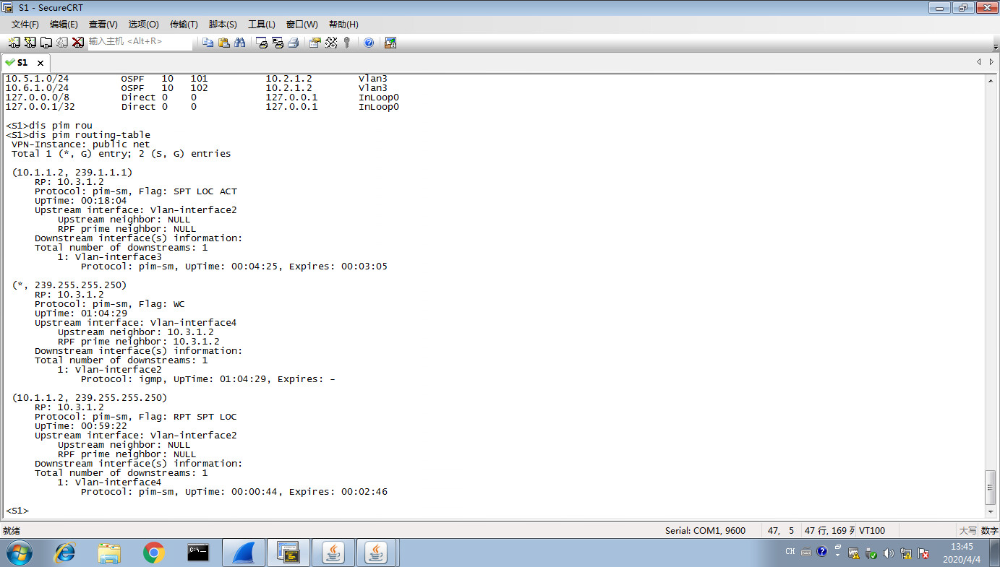 S1 - SecureCRT
文件(F) 编辑(E) 查看(V) 选项(O) 传输(T) 脚本(S) 工具(L) 窗口(W) 帮助(H)
输入主机 <Alt+R>
S1
10.5.1.0/24 OSPF 10 101 10.2.1.2 Vlan3
10.6.1.0/24 OSPF 10 102 10.2.1.2 Vlan3
127.0.0.0/8 Direct 0 0 127.0.0.1 InLoop0
127.0.0.1/32 Direct 0 0 127.0.0.1 InLoop0
<S1>dis pim rou
<S1>dis pim routing-table
VPN-Instance: public net
Total 1 (*, G) entry; 2 (S, G) entries
(10.1.1.2, 239.1.1.1)
RP: 10.3.1.2
Protocol: pim-sm, Flag: SPT LOC ACT
UpTime: 00:18:04
Upstream interface: Vlan-interface2
Upstream neighbor: NULL
RPF prime neighbor: NULL
Downstream interface(s) information:
Total number of downstreams: 1
1: Vlan-interface3
Protocol: pim-sm, UpTime: 00:04:25, Expires: 00:03:05
(*, 239.255.255.250)
RP: 10.3.1.2
Protocol: pim-sm, Flag: WC
UpTime: 01:04:29
Upstream interface: Vlan-interface4
Upstream neighbor: 10.3.1.2
RPF prime neighbor: 10.3.1.2
Downstream interface(s) information:
Total number of downstreams: 1
1: Vlan-interface2
Protocol: igmp, UpTime: 01:04:29, Expires: -
(10.1.1.2, 239.255.255.250)
RP: 10.3.1.2
Protocol: pim-sm, Flag: RPT SPT LOC
UpTime: 00:59:22
Upstream interface: Vlan-interface2
Upstream neighbor: NULL
RPF prime neighbor: NULL
Downstream interface(s) information:
Total number of downstreams: 1
1: Vlan-interface4
Protocol: pim-sm, UpTime: 00:00:44, Expires: 00:02:46
<S1>
就绪 Serial: COM1, 9600 47, 5 47 行, 169 列 VT100 大写 数字
C:\.
CH
13:45
2020/4/4